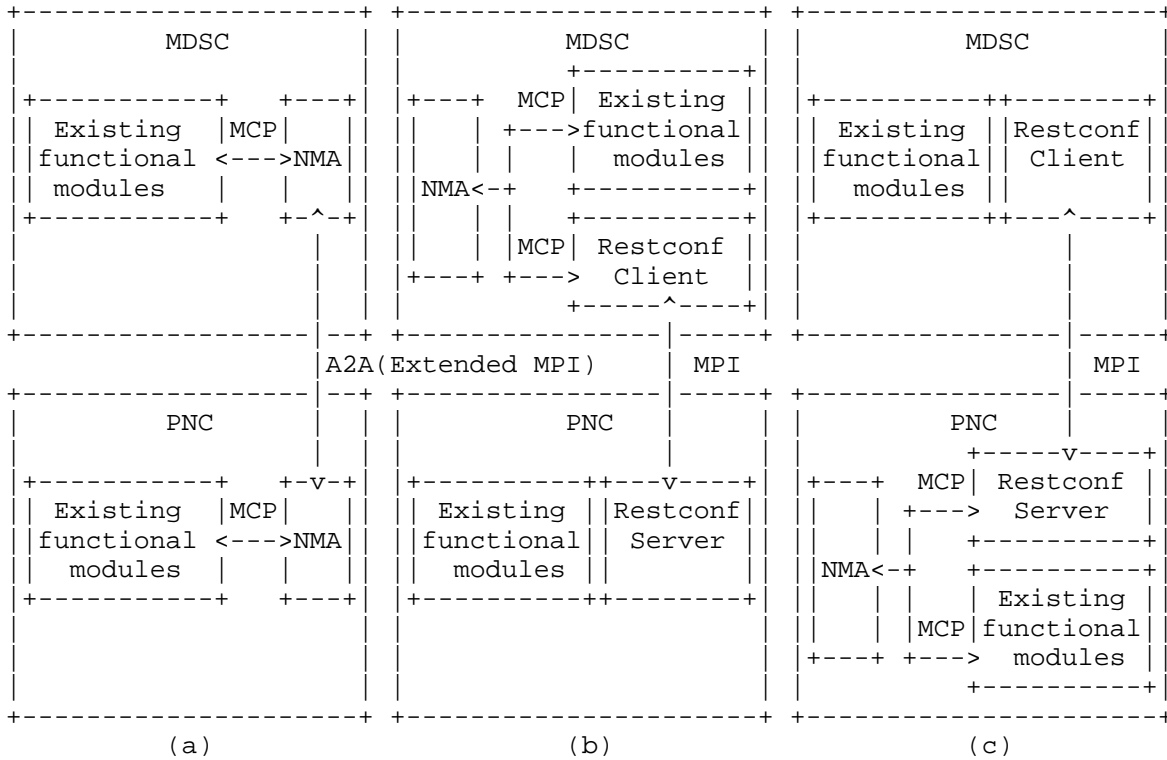 MDSC MDSC MDSC
Existing MCP MCP Existing Existing Restconf
functional NMA functional functional Client
modules modules modules
NMA
MCP Restconf
Client
A2A(Extended MPI) MPI MPI
PNC PNC PNC
MCP Restconf
Existing MCP Existing Restconf Server
functional NMA functional Server
modules modules NMA
Existing
MCP functional
modules
(a) (b) (c)